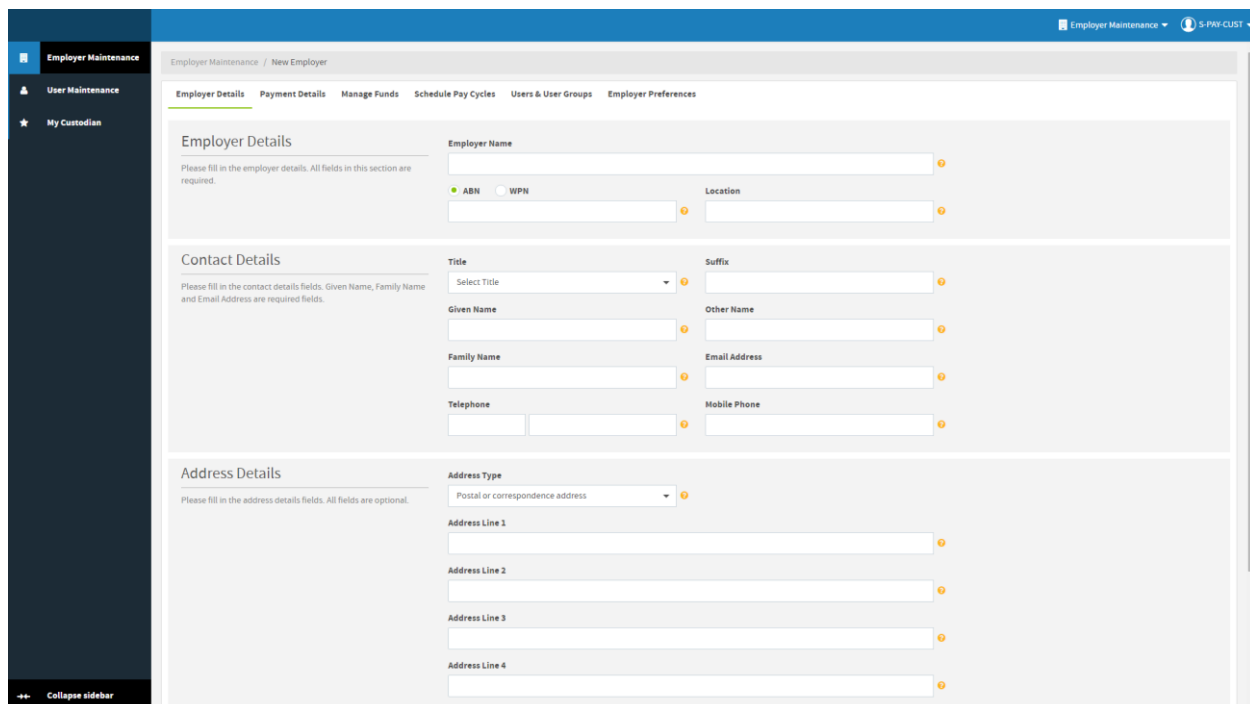 Employer Maintenance
S-PAY-CUST
Employer Maintenance
User Maintenance
My Custodian
Collapse sidebar
Employer Maintenance / New Employer
Employer Details Payment Details Manage Funds Schedule Pay Cycles Users & User Groups Employer Preferences
Employer Details
Please fill in the employer details. All fields in this section are
required.
Employer Name
ABN WPN
Location
Contact Details
Please fill in the contact details fields. Given Name, Family Name
and Email Address are required fields.
Title
Select Title
Suffix
Given Name
Other Name
Family Name
Email Address
Telephone
Mobile Phone
Address Details
Please fill in the address details fields. All fields are optional.
Address Type
Postal or correspondence address
Address Line 1
Address Line 2
Address Line 3
Address Line 4